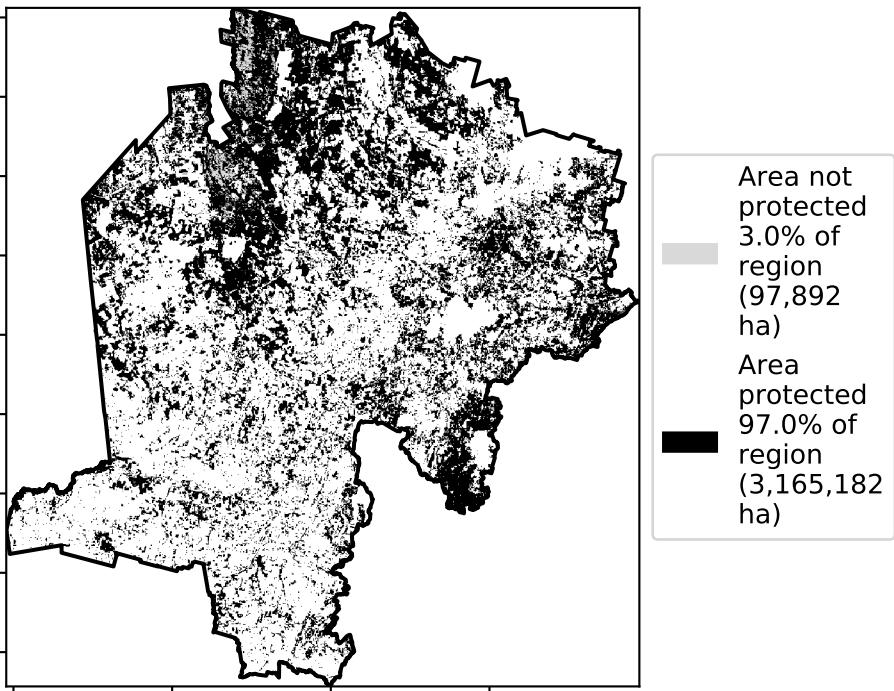 Area not
protected
3.0% of
region
(97,892
ha)
Area
protected
97.0% of
region
(3,165,182
ha)